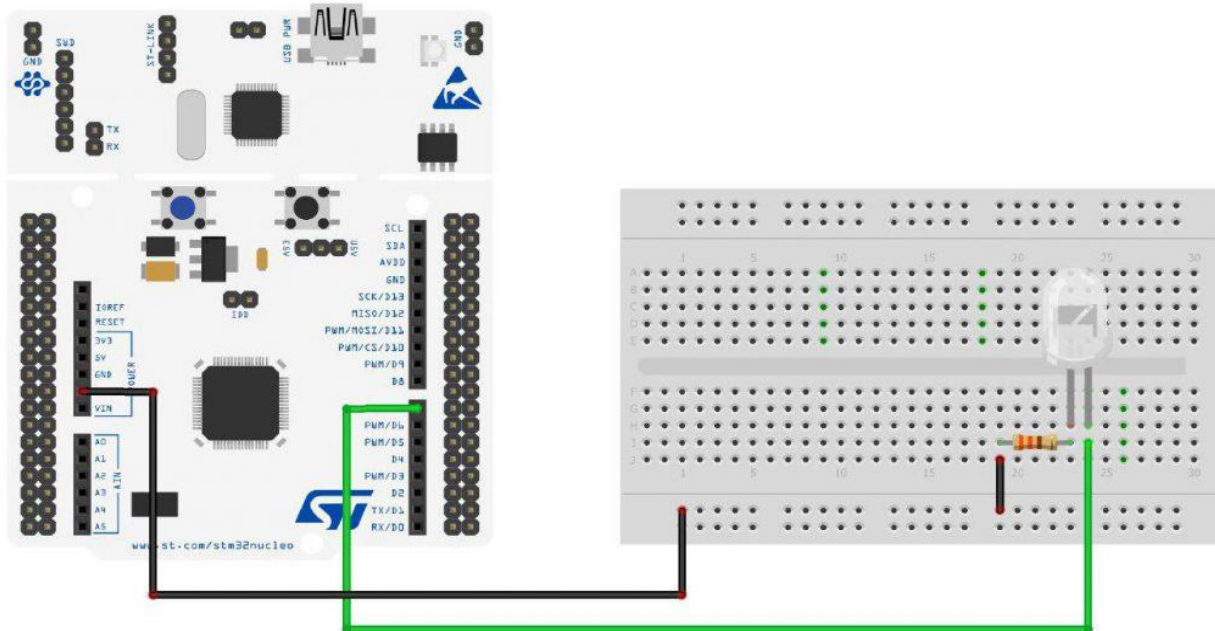 GND
SWD
ST-LINK
USB PWR
GND
TX
RX
E5V
U5V
IDD
IOREF
RESET
3V3
5V
GND
VIN
POWER
A0
A1
A2
A3
A4
A5
AIN
SCL
SDA
AVDD
GND
SCK/D13
MISO/D12
PWM/MOSI/D11
PWM/CS/D10
PWM/D9
D8
PWM/D6
PWM/D5
D4
PWM/D3
D2
TX/D1
RX/D0
ST
www.st.com/stm32nucleo
1 5 10 15 20 25 30
A
B
C
D
E
F
G
H
I
J
1 5 10 15 20 25 30